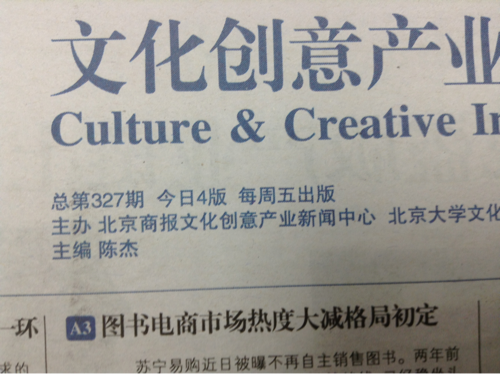 文化创意产业
Culture & Creative In
总第327期 今日4版 每周五出版
主办 北京商报文化创意产业新闻中心 北京大学文化
主编 陈杰
一环
A3 图书电商市场热度大减格局初定
求的
苏宁易购近日被曝不再自主销售图书。两年前